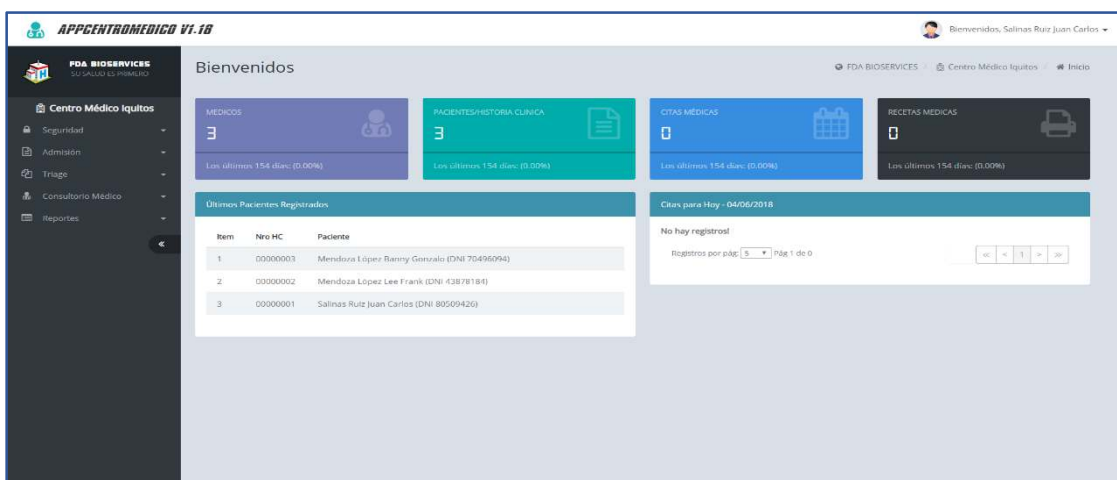 APPCENTROMEDICO V1.18
Bienvenidos, Salinas Ruiz Juan Carlos
FDA BIOSERVICES
SU SALUD ES PRIMERO
Centro Médico Iquitos
Seguridad
Admisión
Triage
Consultorio Médico
Reportes
Bienvenidos
FDA BIOSERVICES / Centro Médico Iquitos / Inicio
MEDICOS
3
Los últimos 154 días: (0.00%)
PACIENTES/HISTORIA CLINICA
3
Los últimos 154 días: (0.00%)
CITAS MÉDICAS
0
Los últimos 154 días: (0.00%)
RECETAS MEDICAS
0
Los últimos 154 días: (0.00%)
Últimos Pacientes Registrados
Item Nro HC Paciente
1 00000003 Mendoza López Banny Gonzalo (DNI 70496094)
2 00000002 Mendoza López Lee Frank (DNI 43878184)
3 00000001 Salinas Ruiz Juan Carlos (DNI 80509426)
Citas para Hoy - 04/06/2018
No hay registros!
Registros por pág: 5 Pág 1 de 0
<< < 1 > >>